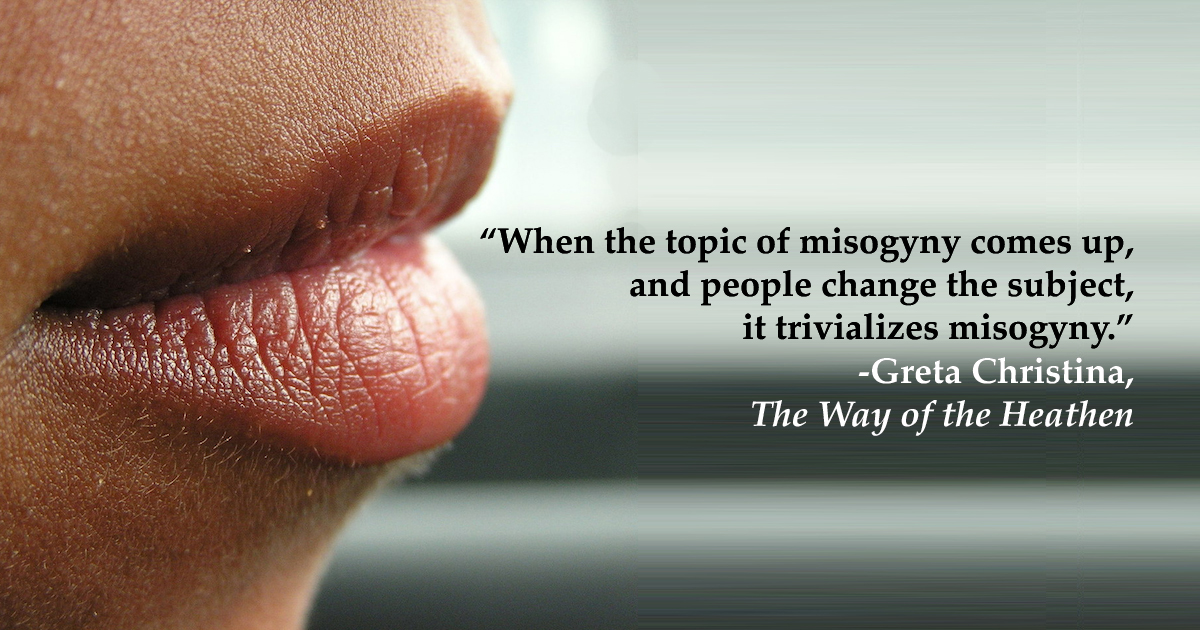 “When the topic of misogyny comes up,
and people change the subject,
it trivializes misogyny.”
-Greta Christina,
The Way of the Heathen